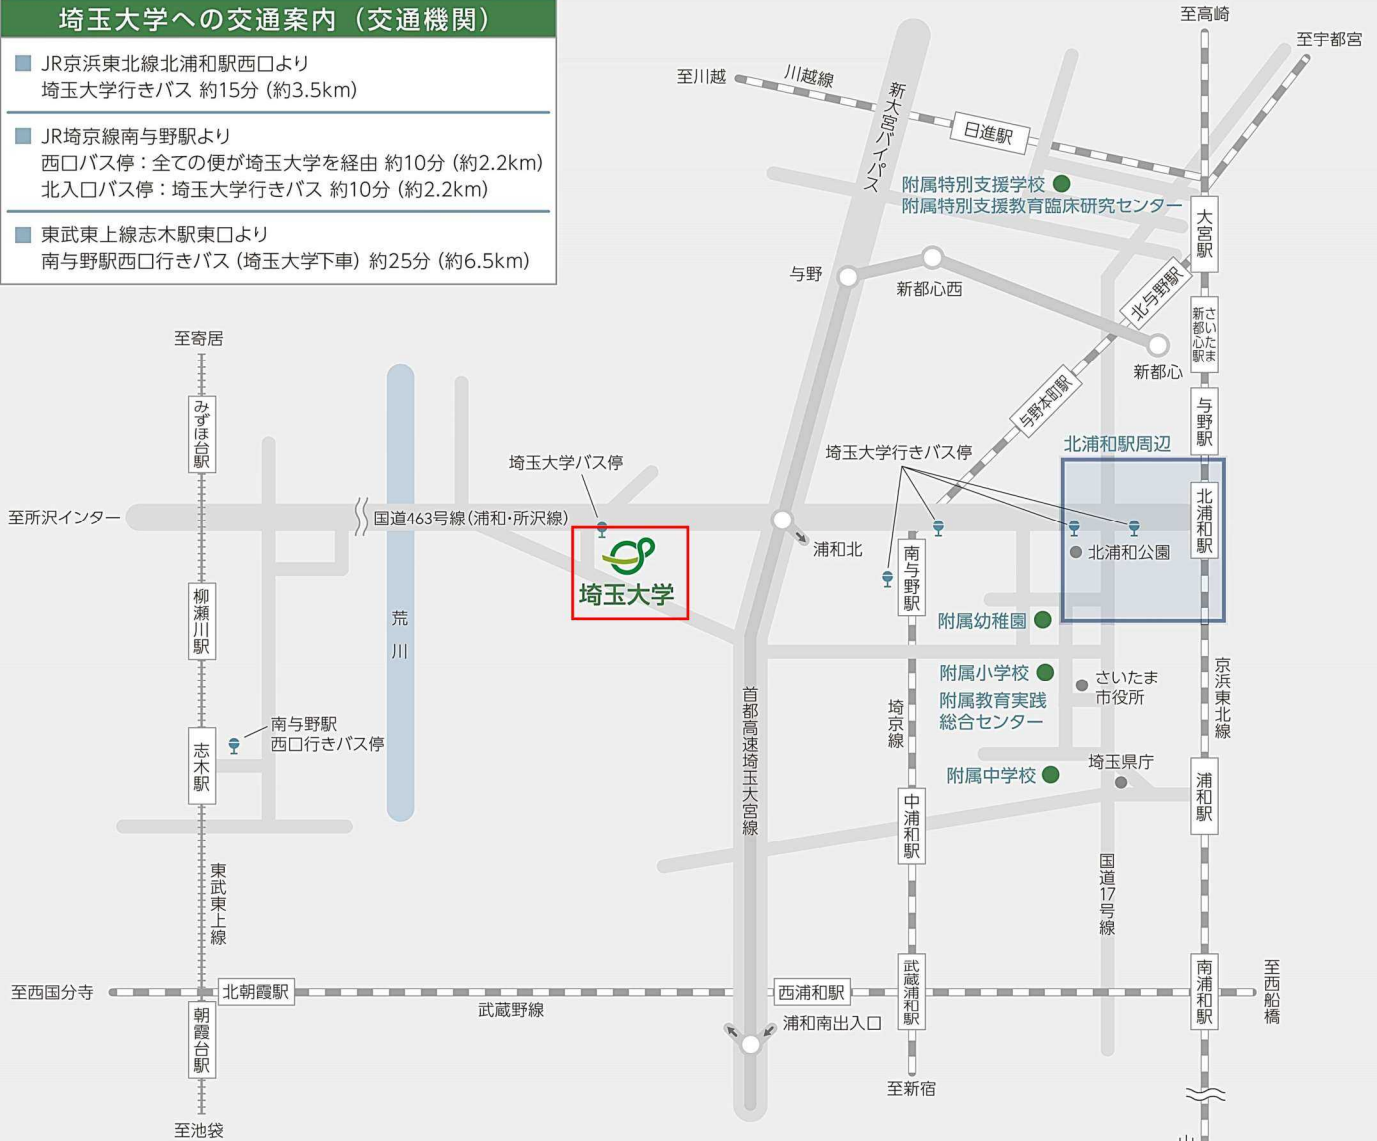 埼玉大学への交通案内（交通機関）
JR京浜東北線北浦和駅西口より
埼玉大学行きバス 約15分 (約3.5km)
JR埼京線南与野駅より
西口バス停：全ての便が埼玉大学を経由 約10分 (約2.2km)
北入口バス停：埼玉大学行きバス 約10分 (約2.2km)
東武東上線志木駅東口より
南与野駅西口行きバス (埼玉大学下車) 約25分 (約6.5km)
至高崎
至宇都宮
至川越
川越線
新大宮バイパス
日進駅
附属特別支援学校
附属特別支援教育臨床研究センター
大宮駅
与野
新都心西
北与野駅
さいたま
新都心駅
新都心
与野本町駅
与野駅
至寄居
みずほ台駅
北浦和駅周辺
埼玉大学行きバス停
埼玉大学バス停
至所沢インター
国道463号線(浦和・所沢線)
浦和北
南与野駅
北浦和公園
北浦和駅
埼玉大学
柳瀬川駅
荒川
附属幼稚園
附属小学校
附属教育実践
総合センター
さいたま
市役所
京浜東北線
首都高速埼玉大宮線
埼京線
南与野駅
西口行きバス停
志木駅
附属中学校
埼玉県庁
浦和駅
中浦和駅
国道17号線
東武東上線
至西国分寺
北朝霞駅
武蔵野線
西浦和駅
武蔵浦和駅
南浦和駅
至西船橋
朝霞台駅
浦和南出入口
至新宿
至池袋